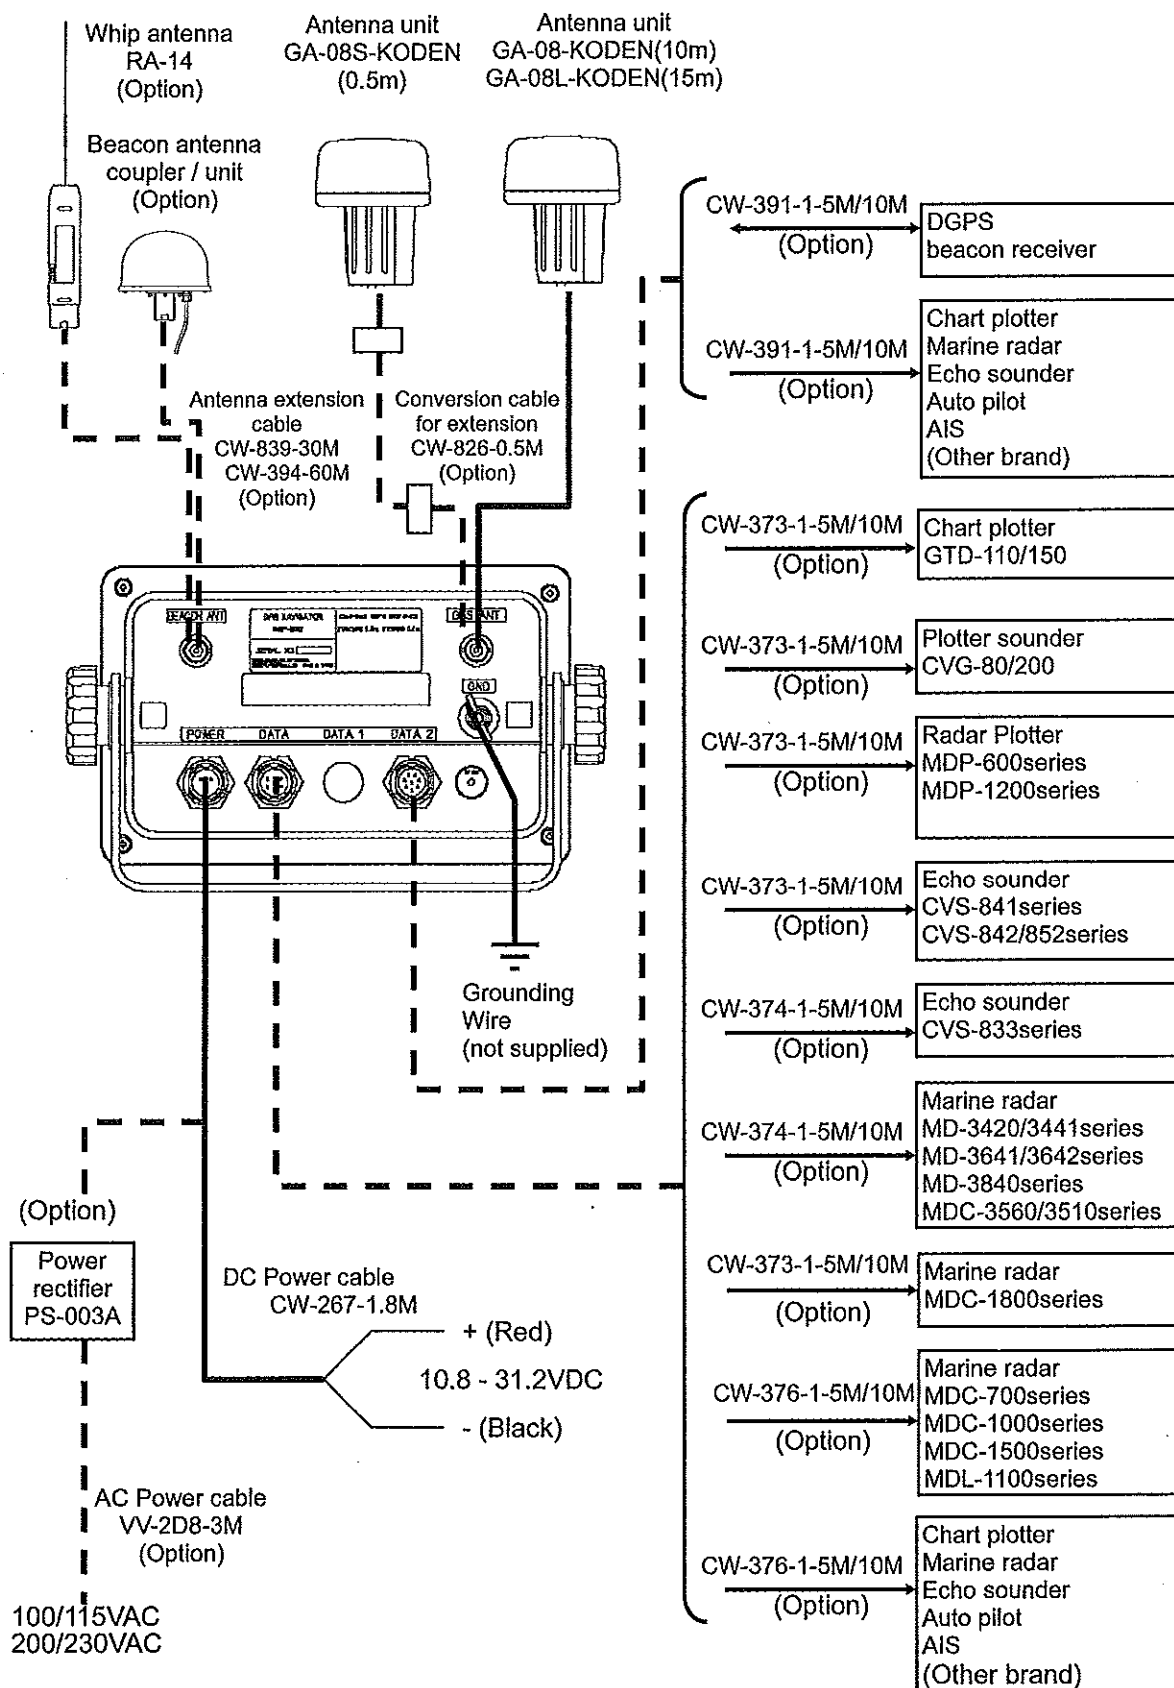 Whip antenna
RA-14
(Option)
Antenna unit
GA-08S-KODEN
(0.5m)
Antenna unit
GA-08-KODEN(10m)
GA-08L-KODEN(15m)
Beacon antenna
coupler / unit
(Option)
Antenna extension
cable
CW-839-30M
CW-394-60M
(Option)
Conversion cable
for extension
CW-826-0.5M
(Option)
CW-391-1-5M/10M
(Option)
DGPS
beacon receiver
CW-391-1-5M/10M
(Option)
Chart plotter
Marine radar
Echo sounder
Auto pilot
AIS
(Other brand)
CW-373-1-5M/10M
(Option)
Chart plotter
GTD-110/150
CW-373-1-5M/10M
(Option)
Plotter sounder
CVG-80/200
CW-373-1-5M/10M
(Option)
Radar Plotter
MDP-600series
MDP-1200series
CW-373-1-5M/10M
(Option)
Echo sounder
CVS-841series
CVS-842/852series
CW-374-1-5M/10M
(Option)
Echo sounder
CVS-833series
CW-374-1-5M/10M
(Option)
Marine radar
MD-3420/3441series
MD-3641/3642series
MD-3840series
MDC-3560/3510series
CW-373-1-5M/10M
(Option)
Marine radar
MDC-1800series
CW-376-1-5M/10M
(Option)
Marine radar
MDC-700series
MDC-1000series
MDC-1500series
MDL-1100series
CW-376-1-5M/10M
(Option)
Chart plotter
Marine radar
Echo sounder
Auto pilot
AIS
(Other brand)
BEACON ANT
GPS NAVIGATOR
SERIAL NO
GPS ANT
GND
POWER
DATA
DATA 1
DATA 2
Grounding
Wire
(not supplied)
(Option)
Power
rectifier
PS-003A
DC Power cable
CW-267-1.8M
+ (Red)
10.8 - 31.2VDC
- (Black)
AC Power cable
VV-2D8-3M
(Option)
100/115VAC
200/230VAC